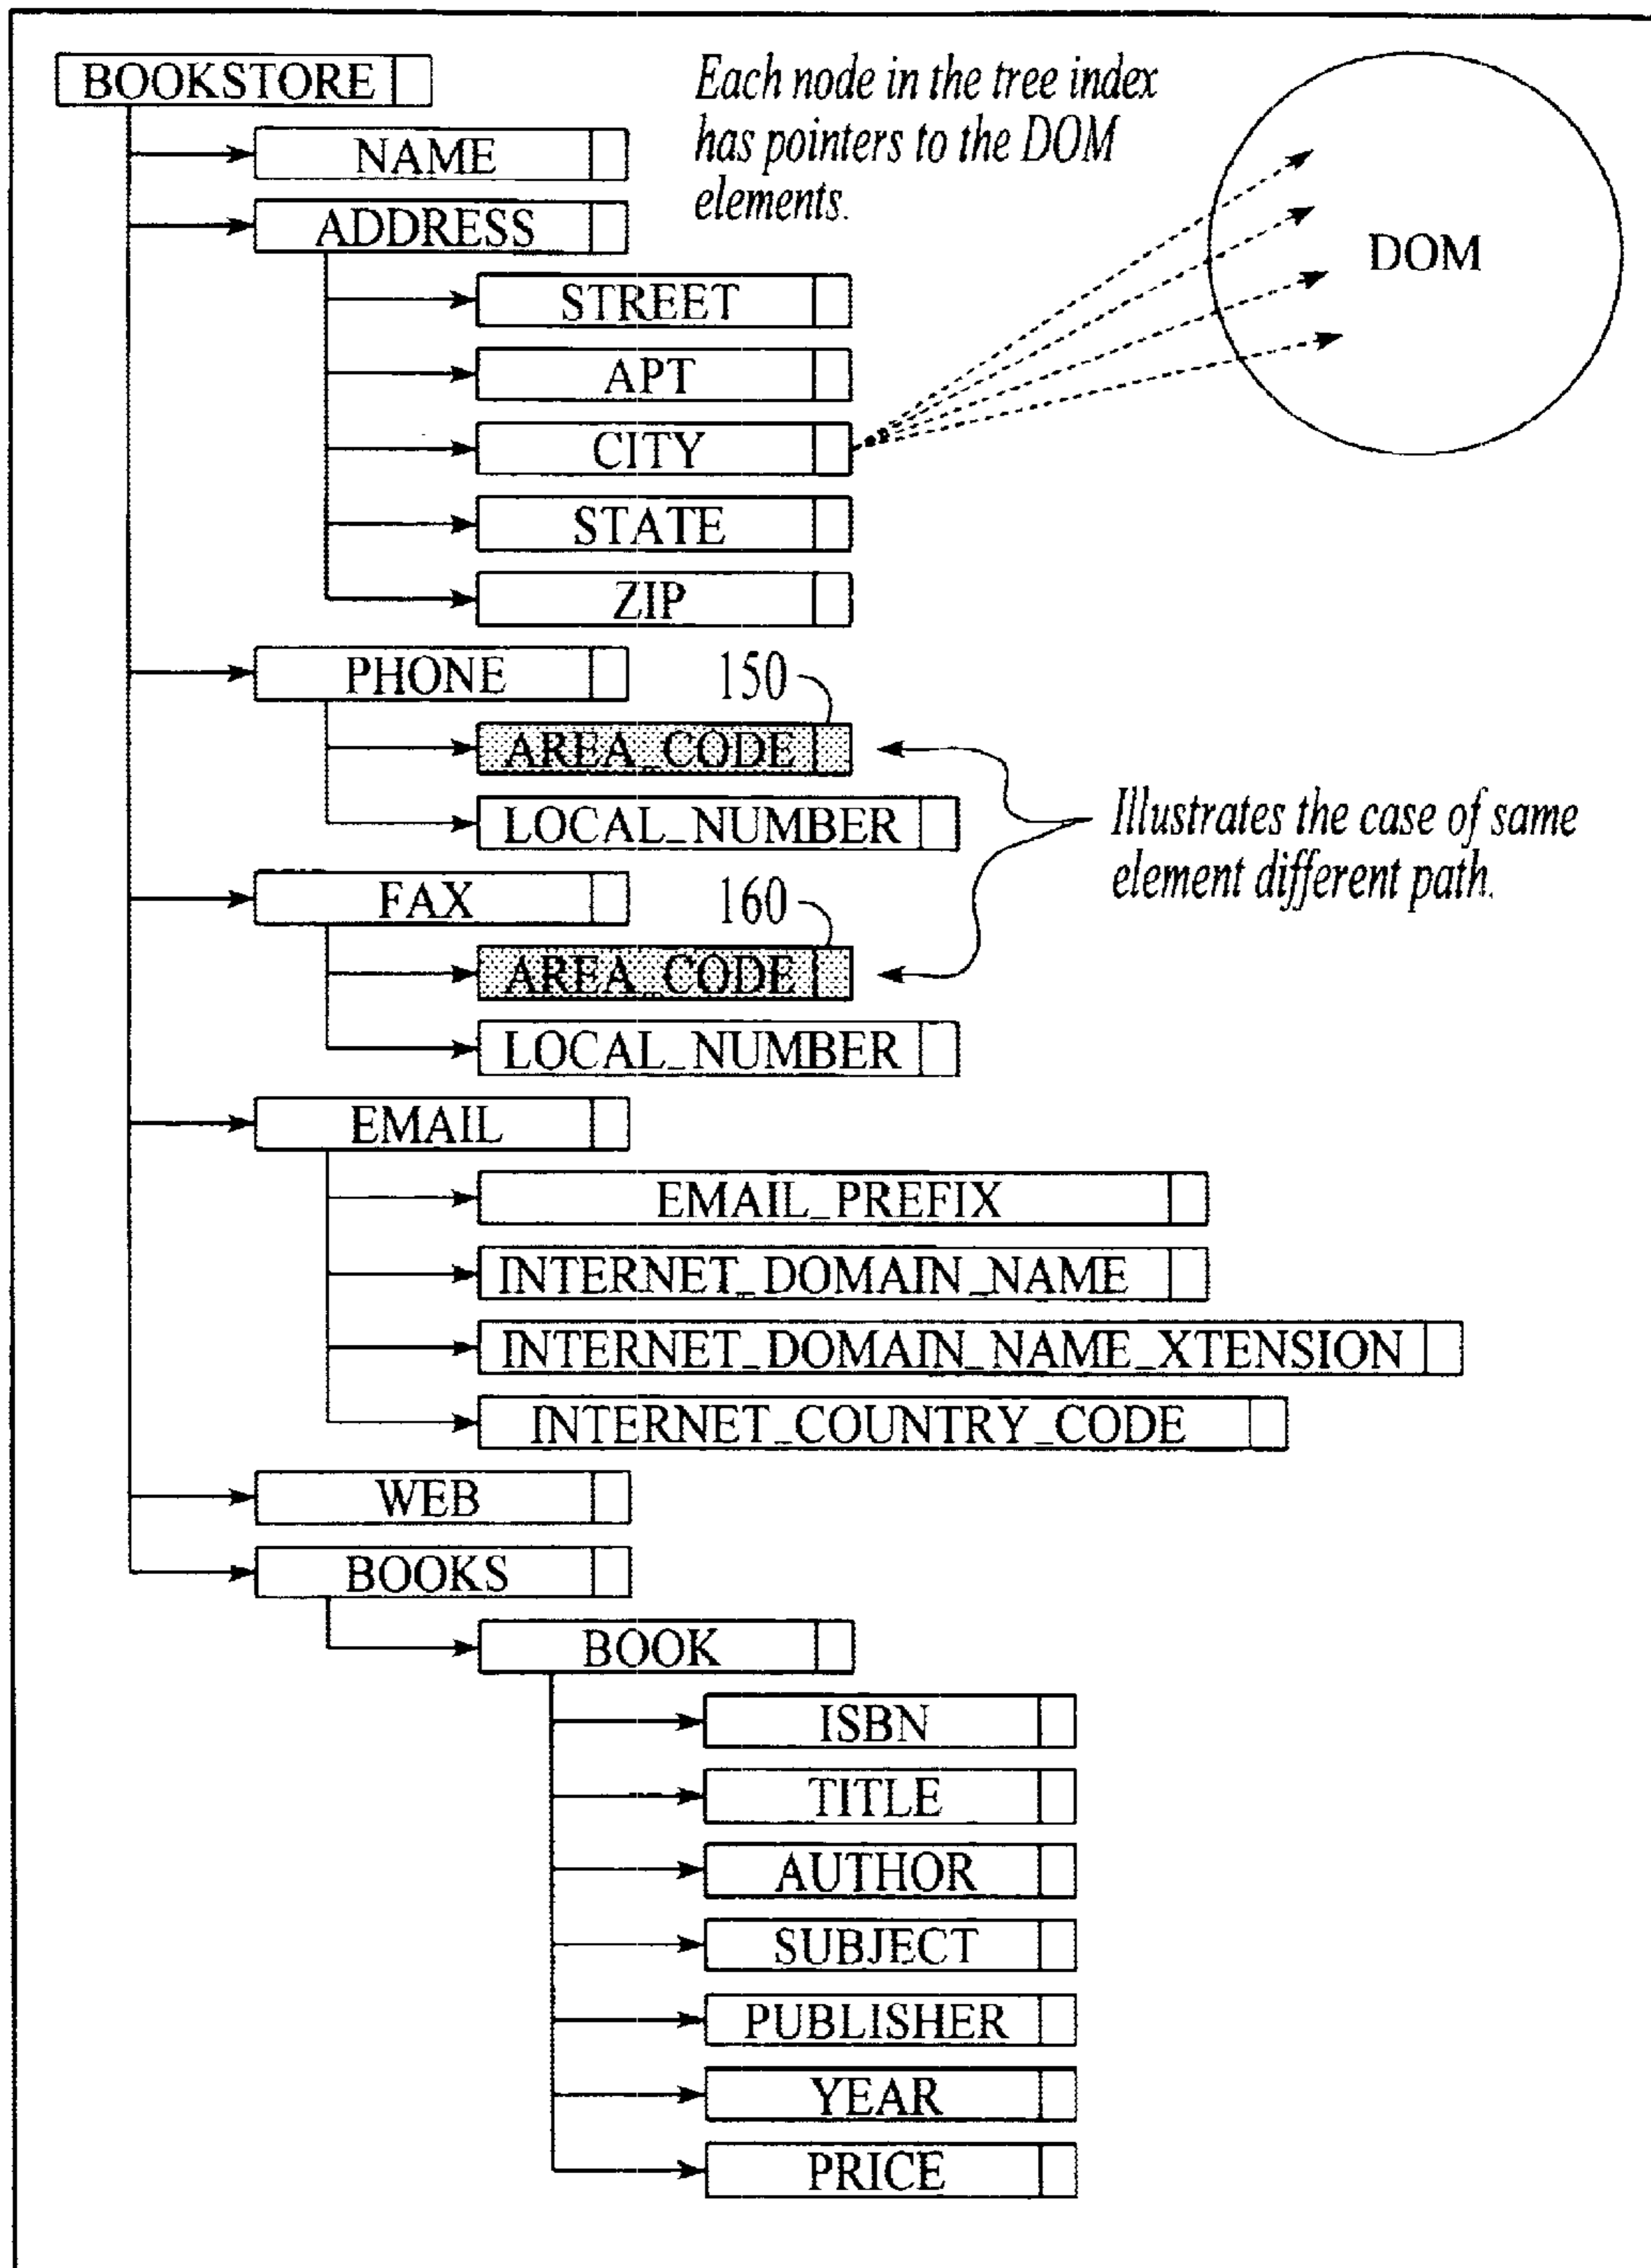 BOOKSTORE
Each node in the tree index
has pointers to the DOM
elements.
NAME
ADDRESS
DOM
STREET
APT
CITY
STATE
ZIP
PHONE
150
AREA_CODE
LOCAL_NUMBER
Illustrates the case of same
element different path.
FAX
160
AREA_CODE
LOCAL_NUMBER
EMAIL
EMAIL_PREFIX
INTERNET_DOMAIN_NAME
INTERNET_DOMAIN_NAME_XTENSION
INTERNET_COUNTRY_CODE
WEB
BOOKS
BOOK
ISBN
TITLE
AUTHOR
SUBJECT
PUBLISHER
YEAR
PRICE